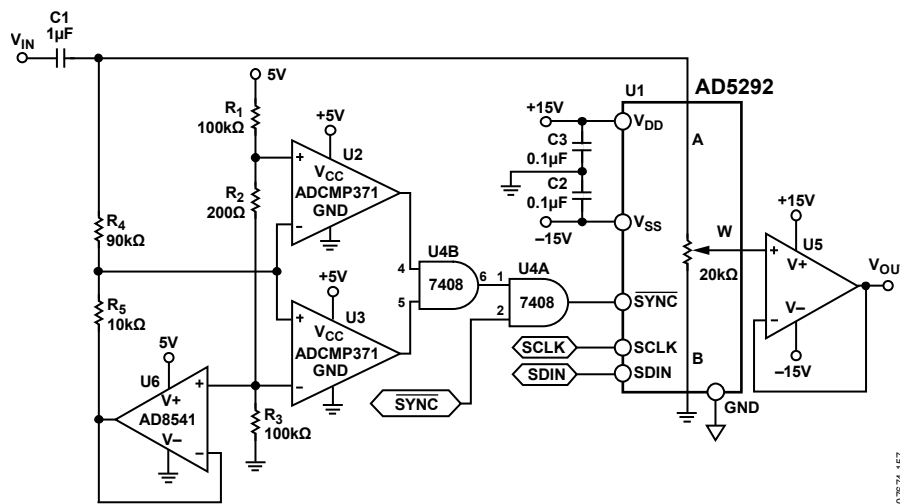 C1
1µF
VIN
5V
R1
100kΩ
+5V
U2
VCC
ADCMP371
GND
+
−
R2
200Ω
R4
90kΩ
R5
10kΩ
+5V
U3
VCC
ADCMP371
GND
+
−
5V
U6
V+
AD8541
V−
+
−
R3
100kΩ
U4B
4
5
7408
6
U4A
1
2
7408
SYNC
SCLK
SDIN
U1
AD5292
+15V
VDD
C3
0.1µF
C2
0.1µF
−15V
VSS
A
W
20kΩ
B
SYNC
SCLK
SDIN
GND
+15V
U5
V+
V−
+
−
−15V
VOU
07674-157